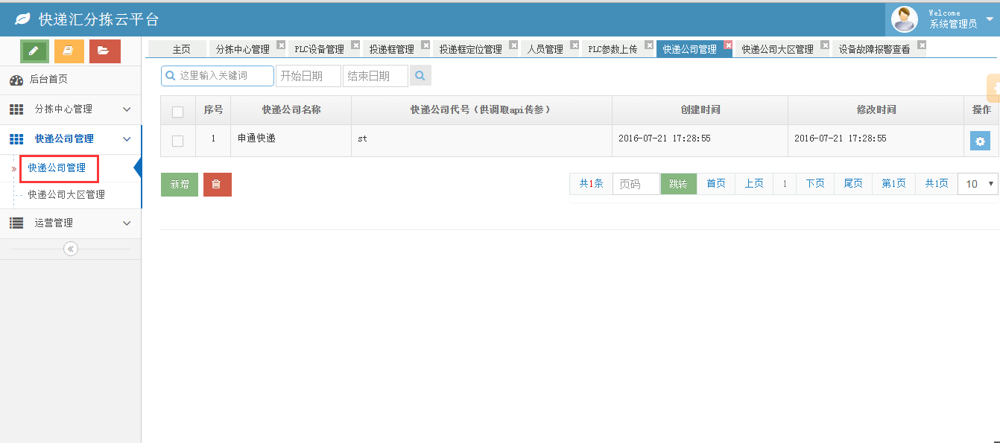 快递汇分拣云平台
Welcome
系统管理员
主页 分拣中心管理 PLC设备管理 投递框管理 投递框定位管理 人员管理 PLC参数上传 快递公司管理 快递公司大区管理 设备故障报警查看
后台首页
分拣中心管理
快递公司管理
快递公司管理
快递公司大区管理
运营管理
这里输入关键词 开始日期 结束日期
序号 快递公司名称 快递公司代号（供调取api传参） 创建时间 修改时间 操作
1 申通快递 st 2016-07-21 17:28:55 2016-07-21 17:28:55
新增 共1条 页码 跳转 首页 上页 1 下页 尾页 第1页 共1页 10